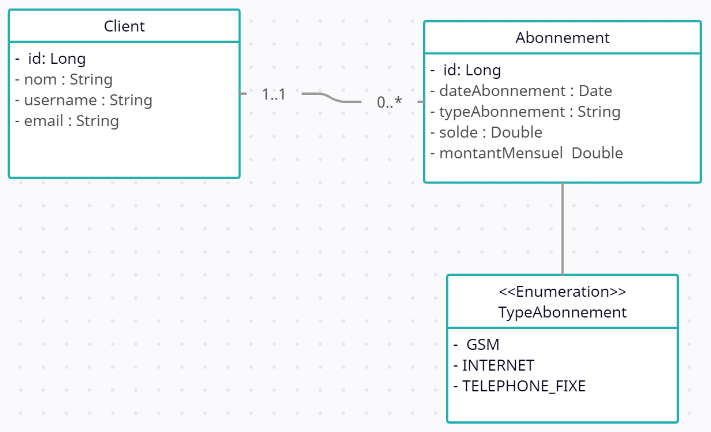 Client
- id: Long
- nom : String
- username : String
- email : String
1..1
0..*
Abonnement
- id: Long
- dateAbonnement : Date
- typeAbonnement : String
- solde : Double
- montantMensuel Double
<<Enumeration>>
TypeAbonnement
- GSM
- INTERNET
- TELEPHONE_FIXE